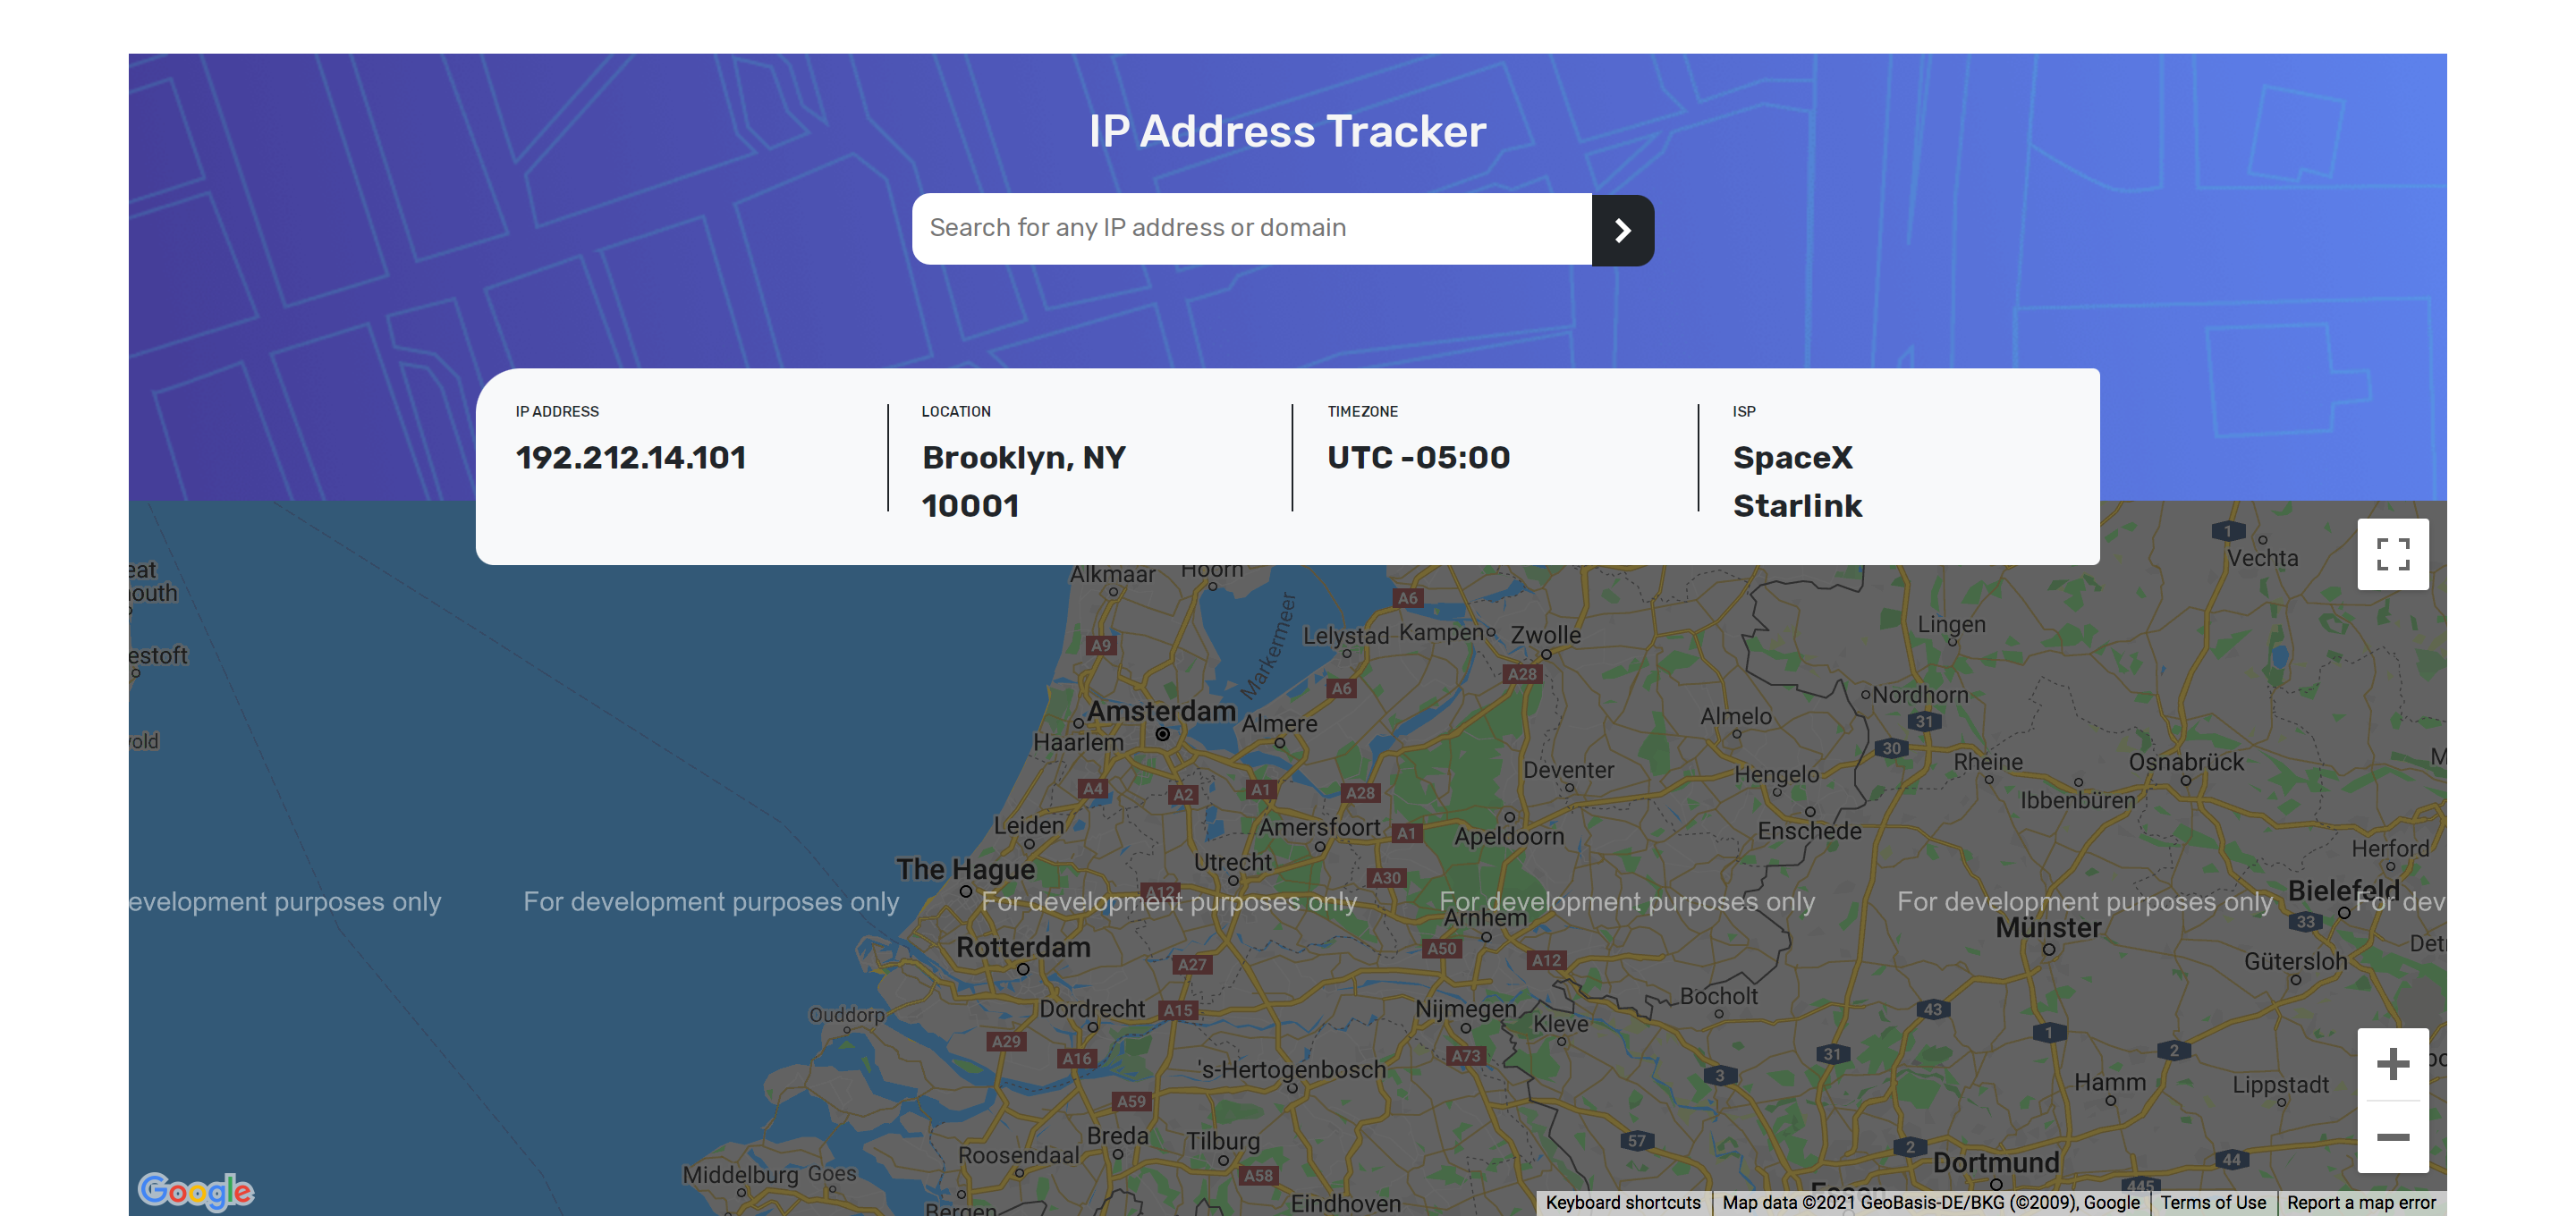 IP Address Tracker
Search for any IP address or domain
IP ADDRESS
192.212.14.101
LOCATION
Brooklyn, NY
10001
TIMEZONE
UTC -05:00
ISP
SpaceX
Starlink
1
Vechta
eat
outh
Alkmaar
Hoorn
A6
Lingen
Lelystad
Kampen
Zwolle
A9
Markermeer
estoft
A6
A28
Nordhorn
Amsterdam
Almere
Almelo
31
Haarlem
old
30
Rheine
Osnabrück
M
Deventer
Hengelo
A4
A2
A1
A28
Ibbenbüren
Leiden
Amersfoort
A1
Apeldoorn
Enschede
Herford
The Hague
Utrecht
A30
A12
Bielefeld
evelopment purposes only
For development purposes only
For development purposes only
For development purposes only
For development purposes only
For dev
Arnhem
Münster
33
Rotterdam
A50
A12
Det
A27
Gütersloh
Bocholt
Ouddorp
Dordrecht
A15
Nijmegen
Kleve
43
A29
A16
A73
31
1
2
's-Hertogenbosch
3
Hamm
Lippstadt
A59
Breda
Tilburg
57
2
Roosendaal
Dortmund
44
Middelburg
Goes
A58
Essen
445
Google
Bergen
Eindhoven
Keyboard shortcuts
Map data ©2021 GeoBasis-DE/BKG (©2009), Google
Terms of Use
Report a map error